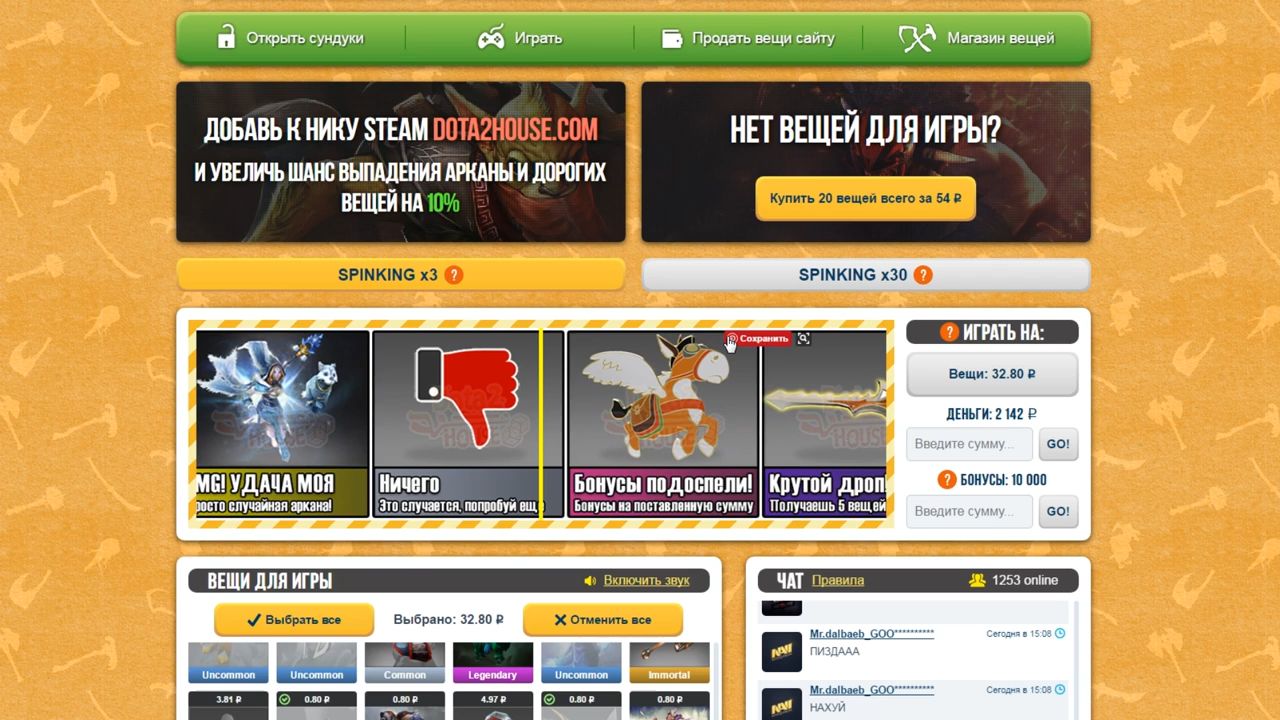 Открыть сундуки
Играть
Продать вещи сайту
Магазин вещей
ДОБАВЬ К НИКУ STEAM DOTA2HOUSE.COM
И УВЕЛИЧЬ ШАНС ВЫПАДЕНИЯ АРКАНЫ И ДОРОГИХ
ВЕЩЕЙ НА 10%
НЕТ ВЕЩЕЙ ДЛЯ ИГРЫ?
Купить 20 вещей всего за 54 ₽
SPINKING x3 ?
SPINKING x30 ?
MG! УДАЧА МОЯ
росто случайная аркана!
Ничего
Это случается, попробуй ещ
Сохранить
Бонусы подоспели!
Бонусы на поставленную сумму
Крутой дроп!
Получаешь 5 вещей
? ИГРАТЬ НА:
Вещи: 32.80 ₽
ДЕНЬГИ: 2 142 ₽
Введите сумму...
GO!
? БОНУСЫ: 10 000
Введите сумму...
GO!
ВЕЩИ ДЛЯ ИГРЫ
Включить звук
Выбрать все
Выбрано: 32.80 ₽
Отменить все
Uncommon
Uncommon
Common
Legendary
Uncommon
Immortal
3.81 ₽
0.80 ₽
0.80 ₽
4.97 ₽
0.80 ₽
0.80 ₽
ЧАТ
Правила
1253 online
Mr.dalbaeb_GOO**********
Сегодня в 15:08
ПИЗДААА
Mr.dalbaeb_GOO**********
Сегодня в 15:08
НАХУЙ